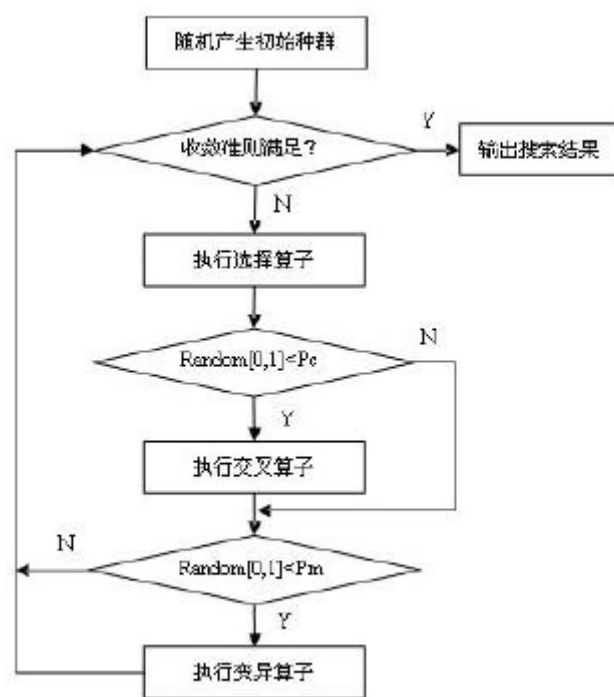 随机产生初始种群
收敛准则满足?
Y
输出搜索结果
N
执行选择算子
Random[0,1]<Pc
N
Y
执行交叉算子
N
Random[0,1]<Pm
Y
执行变异算子